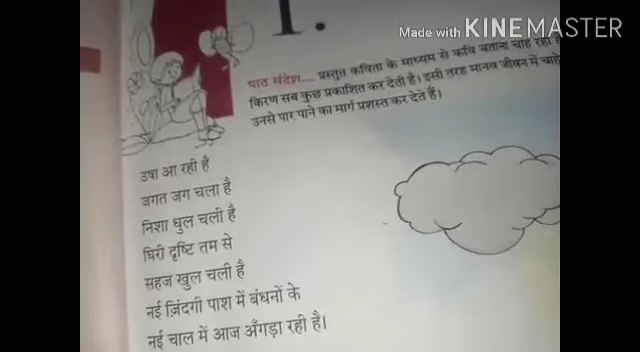 Made with KINEMASTER
1.
पाठ संदेश.... प्रस्तुत कविता के माध्यम से कवि बताना चाह रहा है
किरण सब कुछ प्रकाशित कर देती है। इसी तरह मानव जीवन में चाहे
उनसे पार पाने का मार्ग प्रशस्त कर देते हैं।
उषा आ रही है
जगत जग चला है
निशा धुल चली है
घिरी दृष्टि तम से
सहज खुल चली है
नई ज़िंदगी पाश में बंधनों के
नई चाल में आज अँगड़ा रही है।